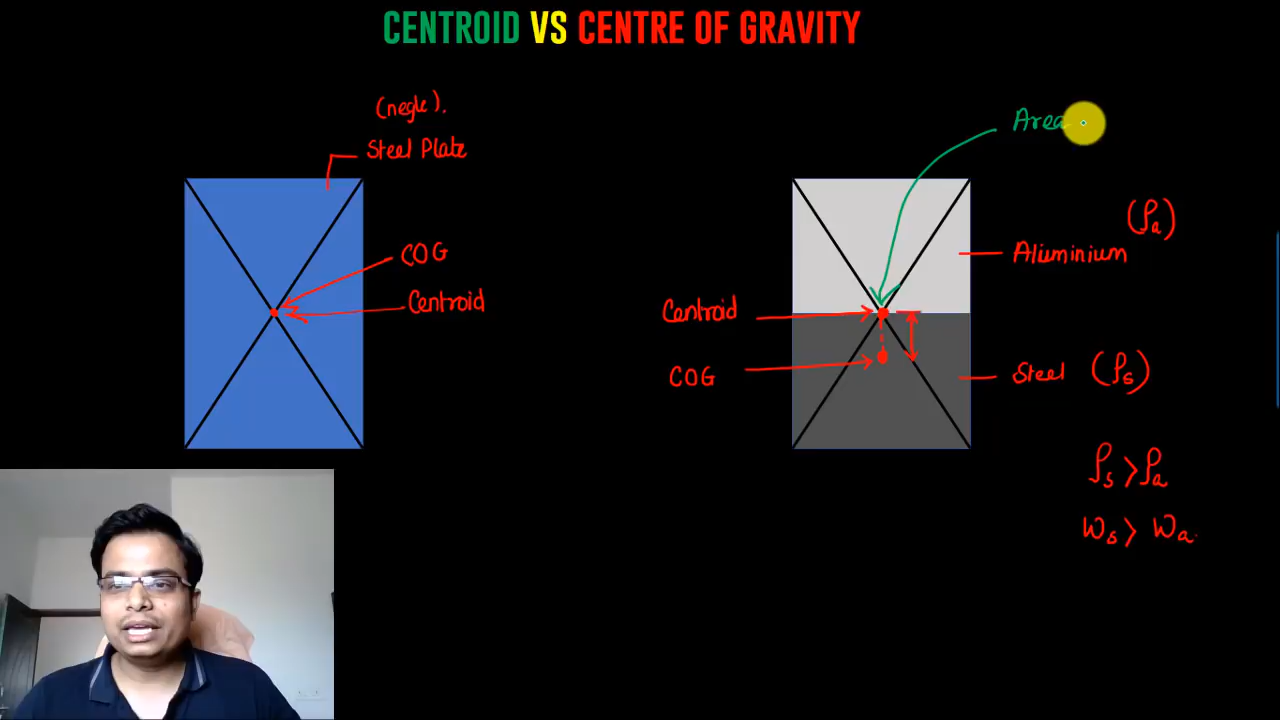 CENTROID VS CENTRE OF GRAVITY
(negle).
Steel Plate
COG
Centroid
Area
(ρa)
Aluminium
Centroid
COG
Steel (ρs)
ρs > ρa
Ws > Wa.